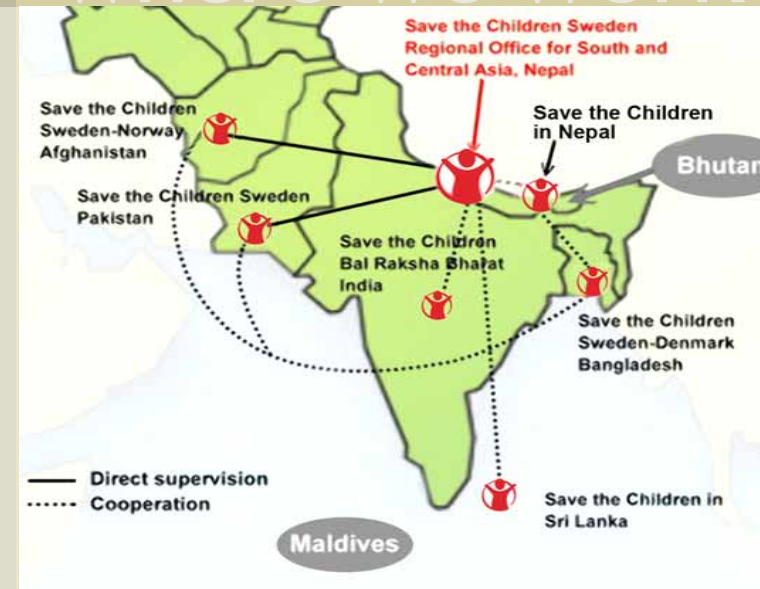 Save the Children Sweden
Regional Office for South and
Central Asia, Nepal
Save the Children
Sweden-Norway
Afghanistan
Save the Children
in Nepal
Bhutan
Save the Children Sweden
Pakistan
Save the Children
Bal Raksha Bharat
India
Save the Children
Sweden-Denmark
Bangladesh
Direct supervision
Cooperation
Save the Children in
Sri Lanka
Maldives